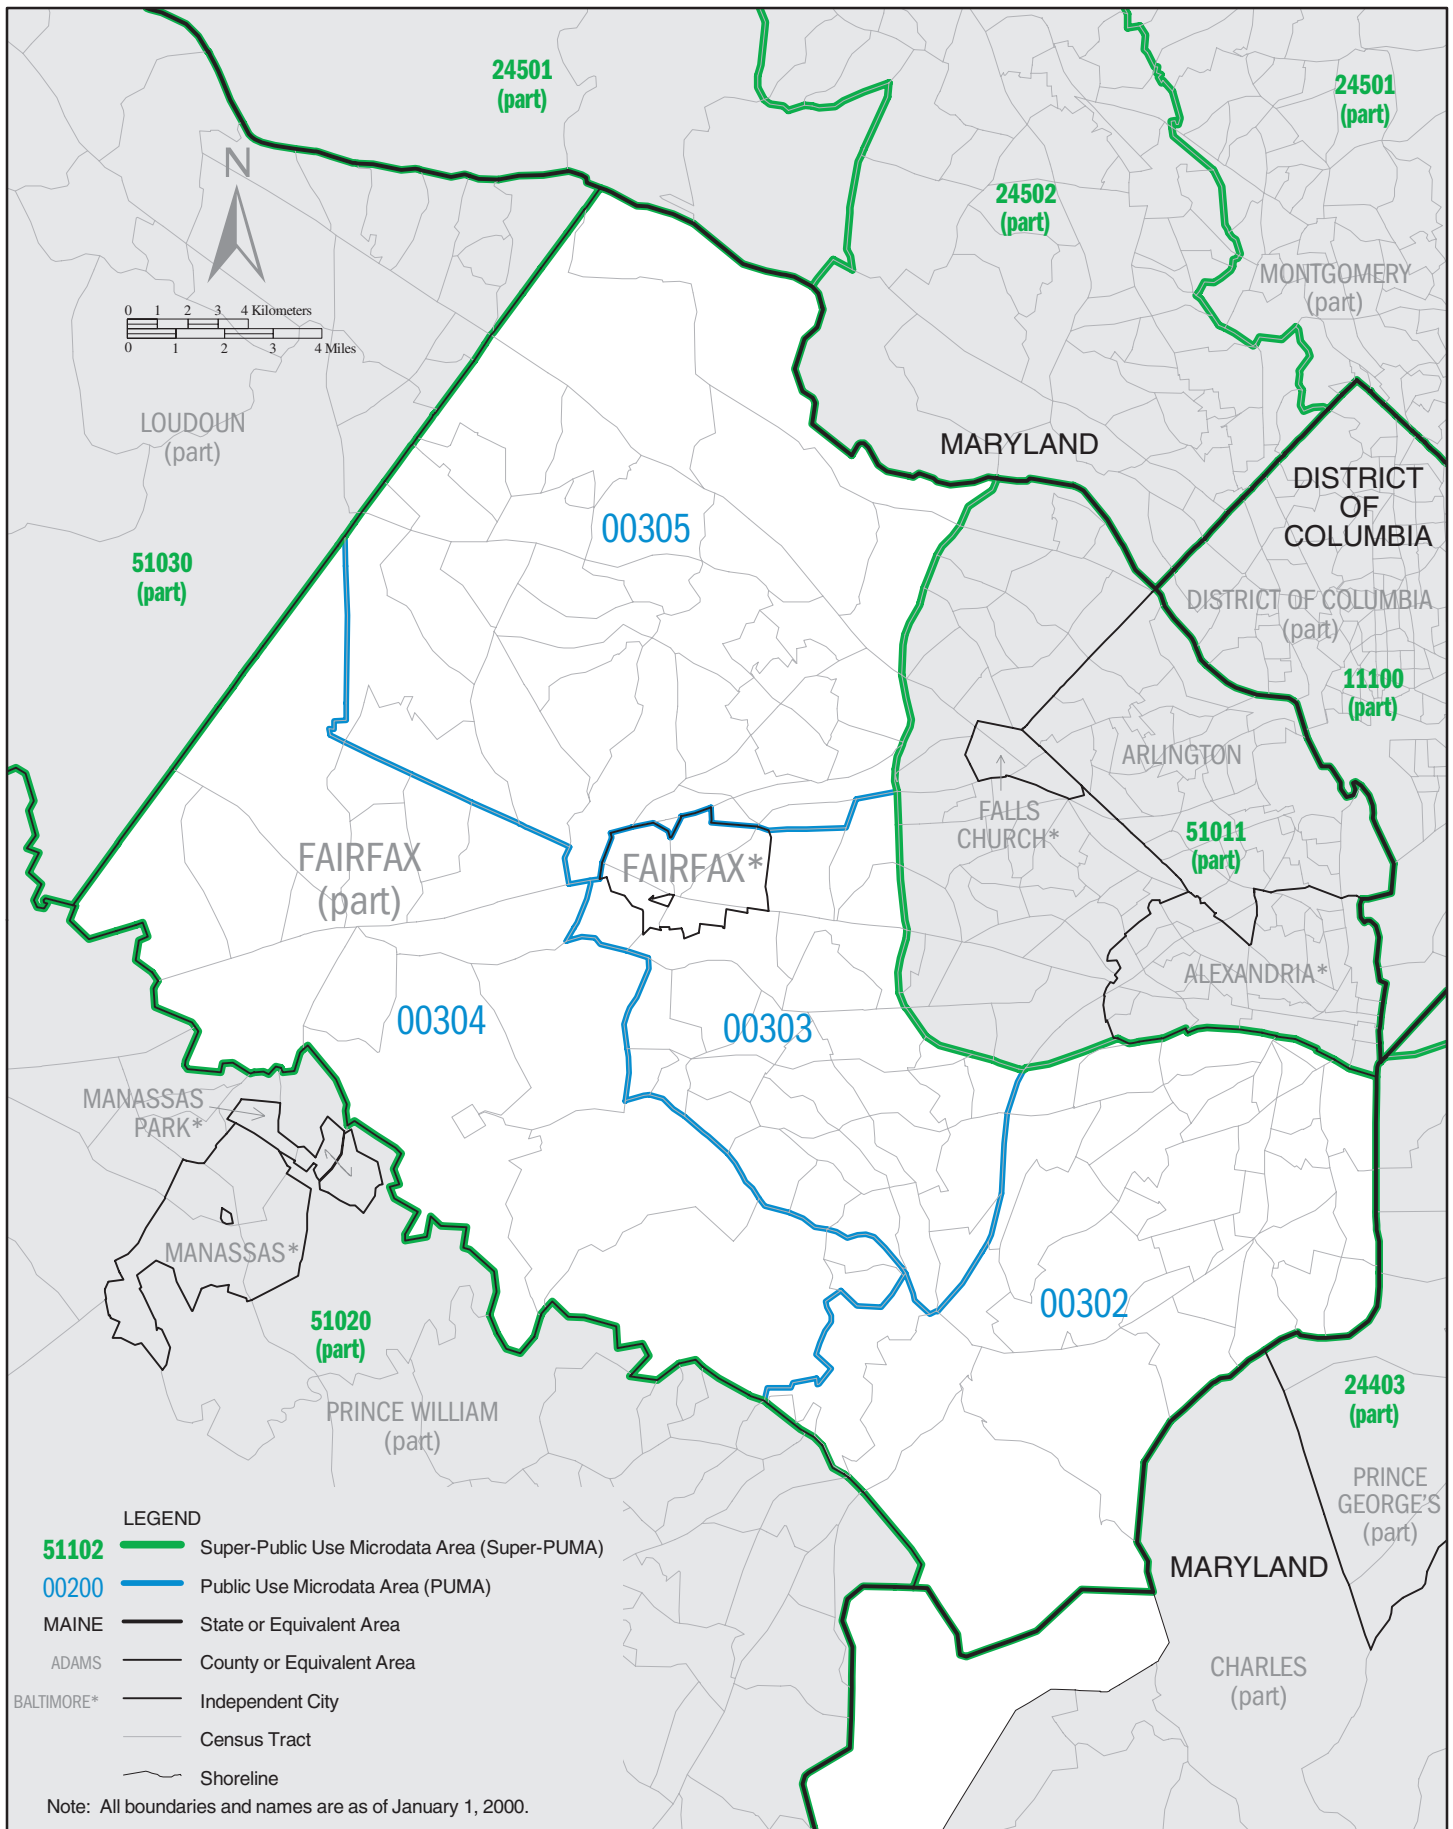 24501
(part)
24501
(part)
24502
(part)
N
MONTGOMERY
(part)
0 1 2 3 4 Kilometers
0 1 2 3 4 Miles
LOUDOUN
(part)
MARYLAND
DISTRICT
OF
COLUMBIA
00305
51030
(part)
DISTRICT OF COLUMBIA
(part)
11100
(part)
ARLINGTON
FALLS
CHURCH*
51011
(part)
FAIRFAX
(part)
FAIRFAX*
ALEXANDRIA*
00304
00303
MANASSAS
PARK*
MANASSAS*
00302
51020
(part)
PRINCE WILLIAM
(part)
24403
(part)
PRINCE
GEORGE'S
(part)
MARYLAND
CHARLES
(part)
LEGEND
51102 Super-Public Use Microdata Area (Super-PUMA)
00200 Public Use Microdata Area (PUMA)
MAINE State or Equivalent Area
ADAMS County or Equivalent Area
BALTIMORE* Independent City
Census Tract
Shoreline
Note: All boundaries and names are as of January 1, 2000.